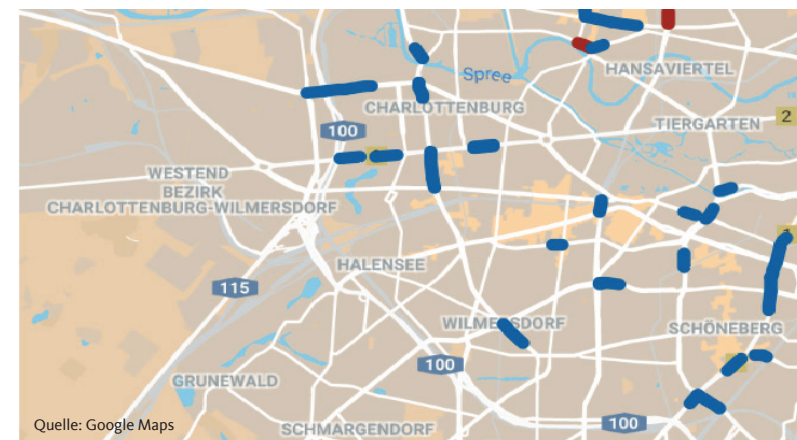 Spree
HANSAVIERTEL
CHARLOTTENBURG
2
TIERGARTEN
100
WESTEND
BEZIRK
CHARLOTTENBURG-WILMERSDORF
HALENSEE
115
WILMERSDORF
SCHÖNEBERG
100
GRUNEWALD
Quelle: Google Maps
SCHMARGENDORF
100